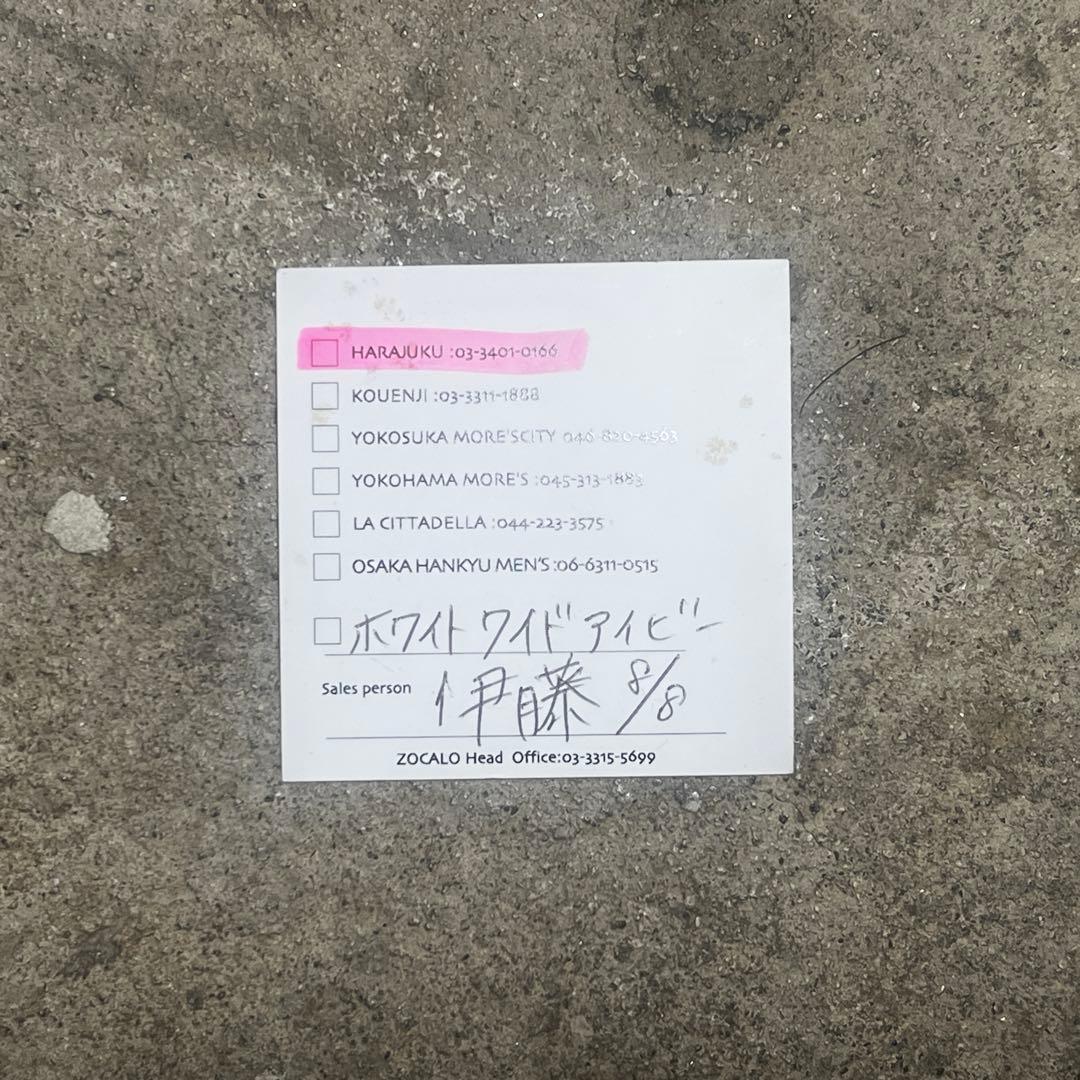 HARAJUKU :03-3401-0166
KOUENJI :03-3311-1888
YOKOSUKA MORE'SCITY 046-820-4563
YOKOHAMA MORE'S :045-313-1883
LA CITTADELLA :044-223-3575
OSAKA HANKYU MEN'S :06-6311-0515
ホワイト ワイド アイビー
Sales person 伊藤 8/8
ZOCALO Head Office:03-3315-5699